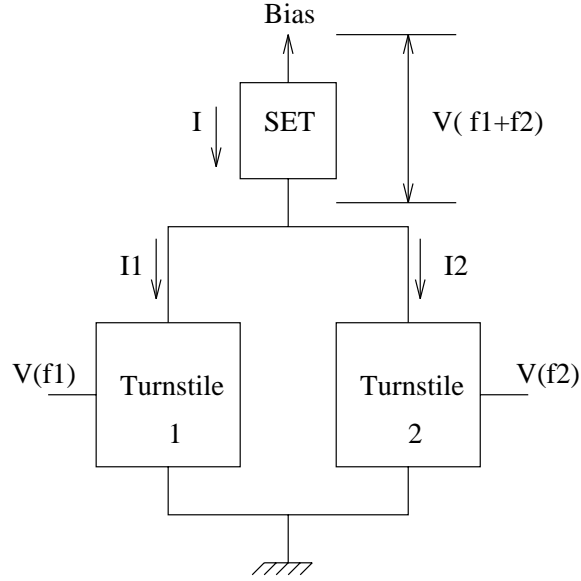 Bias
I
SET
V( f1+f2)
I1
I2
V(f1)
Turnstile
1
Turnstile
2
V(f2)